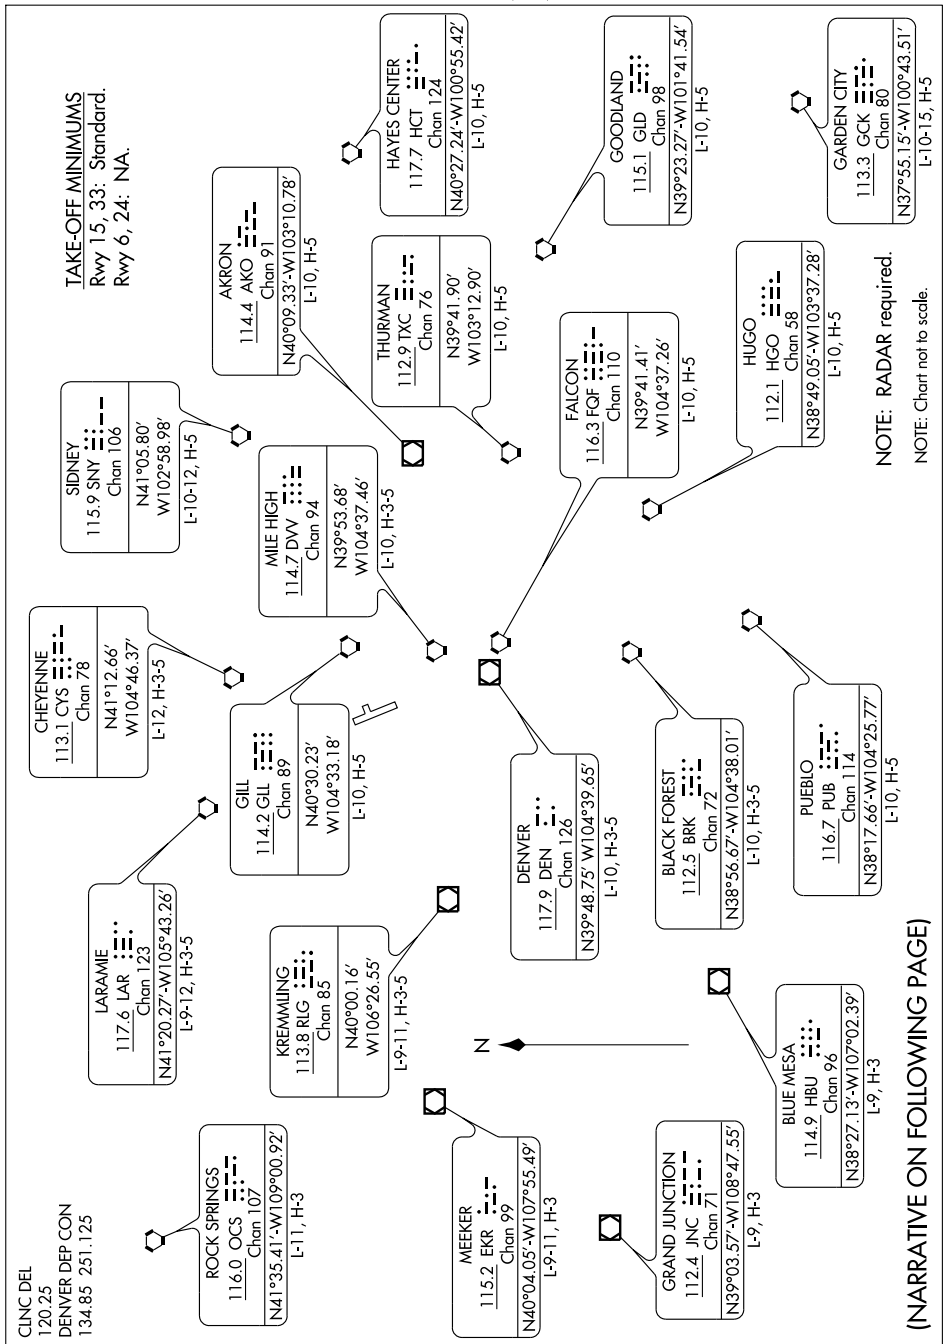 CLNC DEL
120.25
DENVER DEP CON
134.85 251.125
TAKE-OFF MINIMUMS
Rwy 15, 33: Standard.
Rwy 6, 24: NA.
ROCK SPRINGS
116.0 OCS
Chan 107
N41°35.41'-W109°00.92'
L-11, H-3
LARAMIE
117.6 LAR
Chan 123
N41°20.27'-W105°43.26'
L-9-12, H-3-5
CHEYENNE
113.1 CYS
Chan 78
N41°12.66'
W104°46.37'
L-12, H-3-5
SIDNEY
115.9 SNY
Chan 106
N41°05.80'
W102°58.98'
L-10-12, H-5
GILL
114.2 GLL
Chan 89
N40°30.23'
W104°33.18'
L-10, H-5
MILE HIGH
114.7 DVV
Chan 94
N39°53.68'
W104°37.46'
L-10, H-3-5
AKRON
114.4 AKO
Chan 91
N40°09.33'-W103°10.78'
L-10, H-5
HAYES CENTER
117.7 HCT
Chan 124
N40°27.24'-W100°55.42'
L-10, H-5
KREMMLING
113.8 RLG
Chan 85
N40°00.16'
W106°26.55'
L-9-11, H-3-5
THURMAN
112.9 TXC
Chan 76
N39°41.90'
W103°12.90'
L-10, H-5
MEEKER
115.2 EKR
Chan 99
N40°04.05'-W107°55.49'
L-9-11, H-3
N
DENVER
117.9 DEN
Chan 126
N39°48.75' W104°39.65'
L-10, H-3-5
FALCON
116.3 FQF
Chan 110
N39°41.41'
W104°37.26'
L-10, H-5
GOODLAND
115.1 GLD
Chan 98
N39°23.27'-W101°41.54'
L-10, H-5
GRAND JUNCTION
112.4 JNC
Chan 71
N39°03.57'-W108°47.55'
L-9, H-3
BLACK FOREST
112.5 BRK
Chan 72
N38°56.67'-W104°38.01'
L-10, H-3-5
HUGO
112.1 HGO
Chan 58
N38°49.05'-W103°37.28'
L-10, H-5
BLUE MESA
114.9 HBU
Chan 96
N38°27.13'-W107°02.39'
L-9, H-3
PUEBLO
116.7 PUB
Chan 114
N38°17.66'-W104°25.77'
L-10, H-5
GARDEN CITY
113.3 GCK
Chan 80
N37°55.15'-W100°43.51'
L-10-15, H-5
NOTE: RADAR required.
NOTE: Chart not to scale.
(NARRATIVE ON FOLLOWING PAGE)